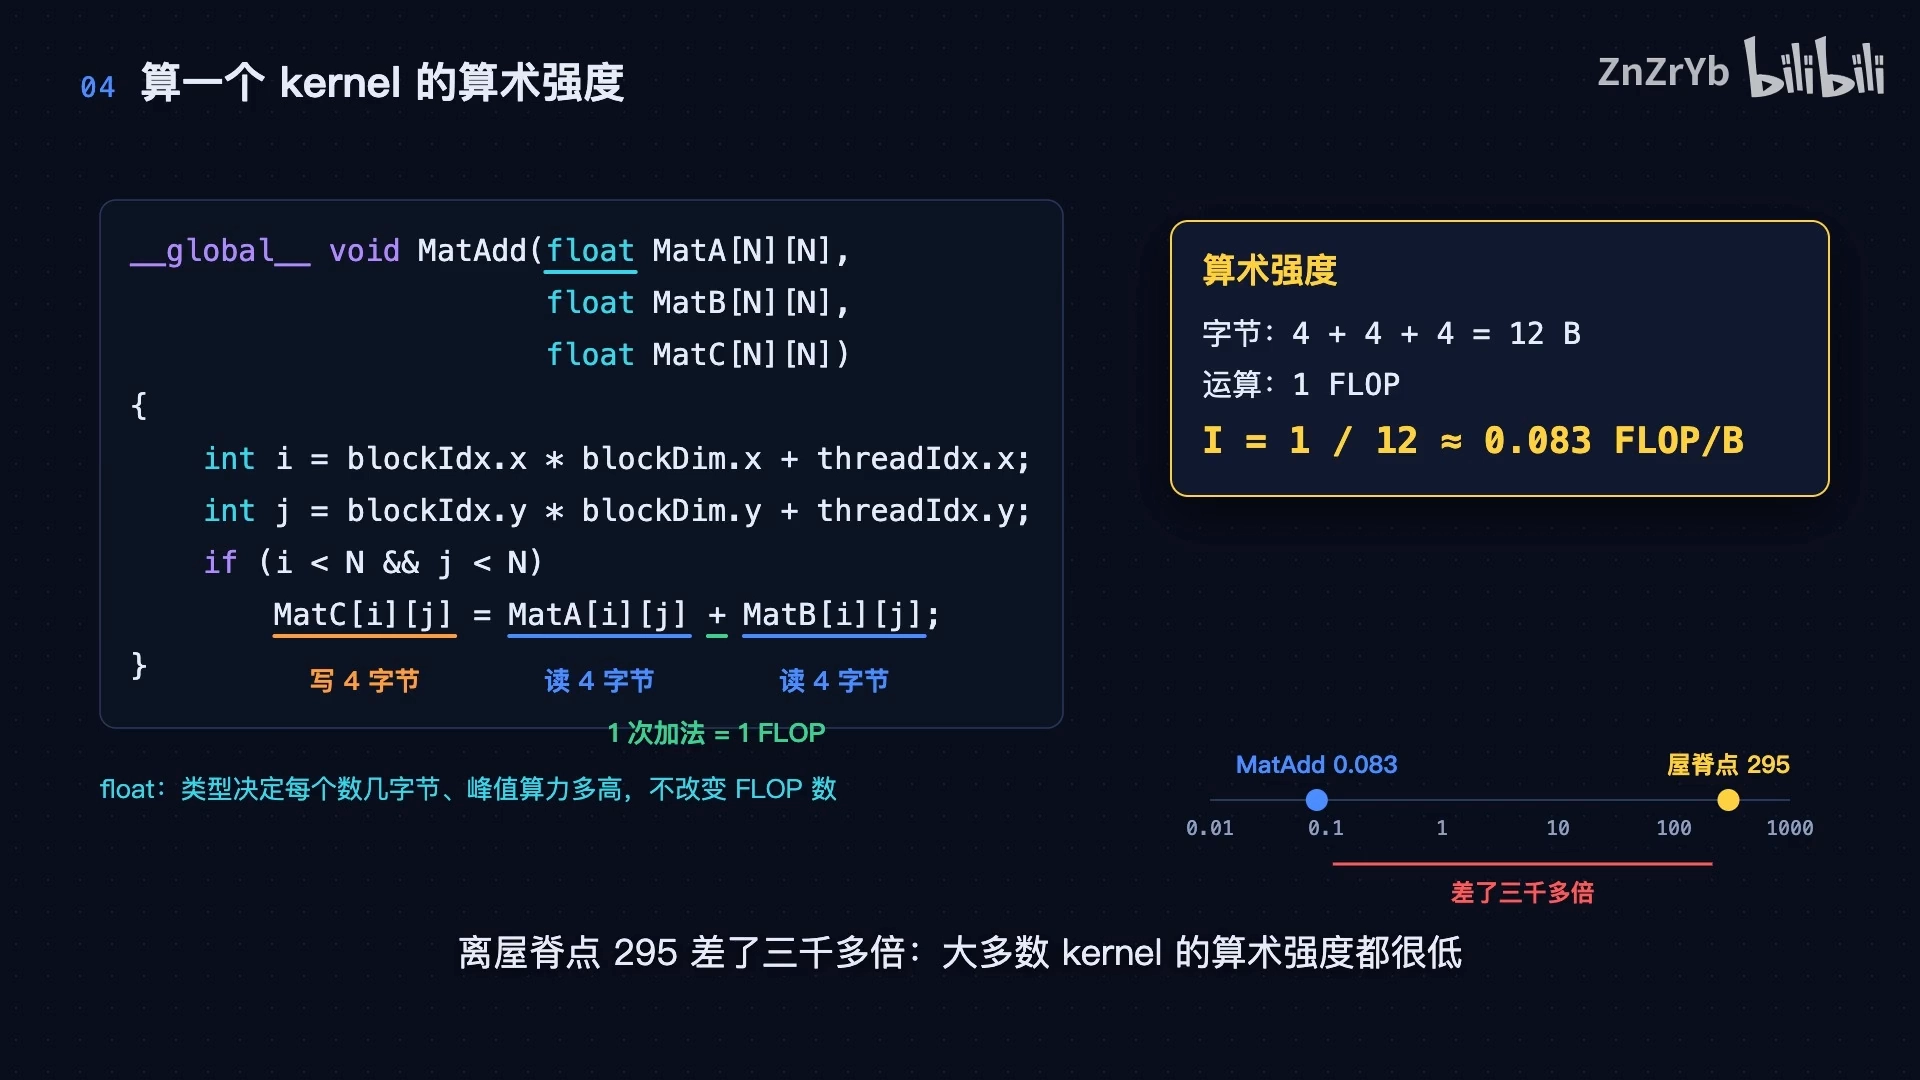 04 算一个 kernel 的算术强度
ZnZrYb bilibili
__global__ void MatAdd(float MatA[N][N],
float MatB[N][N],
float MatC[N][N])
{
int i = blockIdx.x * blockDim.x + threadIdx.x;
int j = blockIdx.y * blockDim.y + threadIdx.y;
if (i < N && j < N)
MatC[i][j] = MatA[i][j] + MatB[i][j];
}
写 4 字节 读 4 字节 读 4 字节
1 次加法 = 1 FLOP
float：类型决定每个数几字节、峰值算力多高，不改变 FLOP 数
算术强度
字节：4 + 4 + 4 = 12 B
运算：1 FLOP
I = 1 / 12 ≈ 0.083 FLOP/B
MatAdd 0.083 屋脊点 295
0.01 0.1 1 10 100 1000
差了三千多倍
离屋脊点 295 差了三千多倍：大多数 kernel 的算术强度都很低